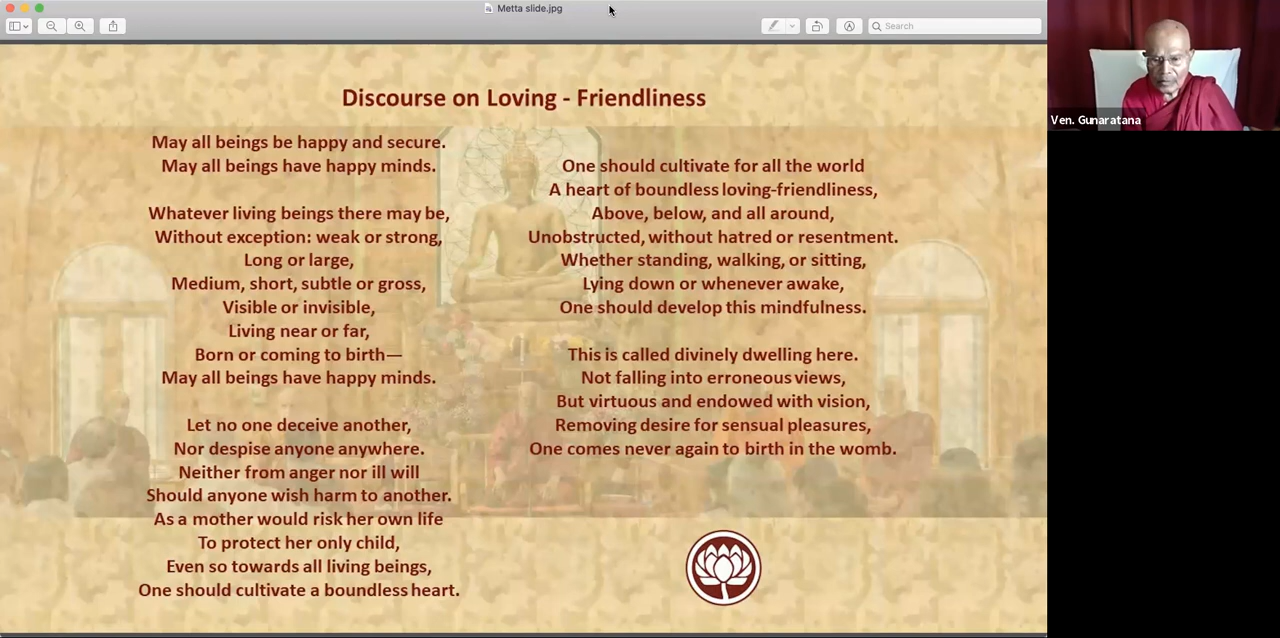 Metta slide.jpg
Search
Discourse on Loving - Friendliness
May all beings be happy and secure.
May all beings have happy minds.
Whatever living beings there may be,
Without exception: weak or strong,
Long or large,
Medium, short, subtle or gross,
Visible or invisible,
Living near or far,
Born or coming to birth—
May all beings have happy minds.
Let no one deceive another,
Nor despise anyone anywhere.
Neither from anger nor ill will
Should anyone wish harm to another.
As a mother would risk her own life
To protect her only child,
Even so towards all living beings,
One should cultivate a boundless heart.
One should cultivate for all the world
A heart of boundless loving-friendliness,
Above, below, and all around,
Unobstructed, without hatred or resentment.
Whether standing, walking, or sitting,
Lying down or whenever awake,
One should develop this mindfulness.
This is called divinely dwelling here.
Not falling into erroneous views,
But virtuous and endowed with vision,
Removing desire for sensual pleasures,
One comes never again to birth in the womb.
Ven. Gunaratana